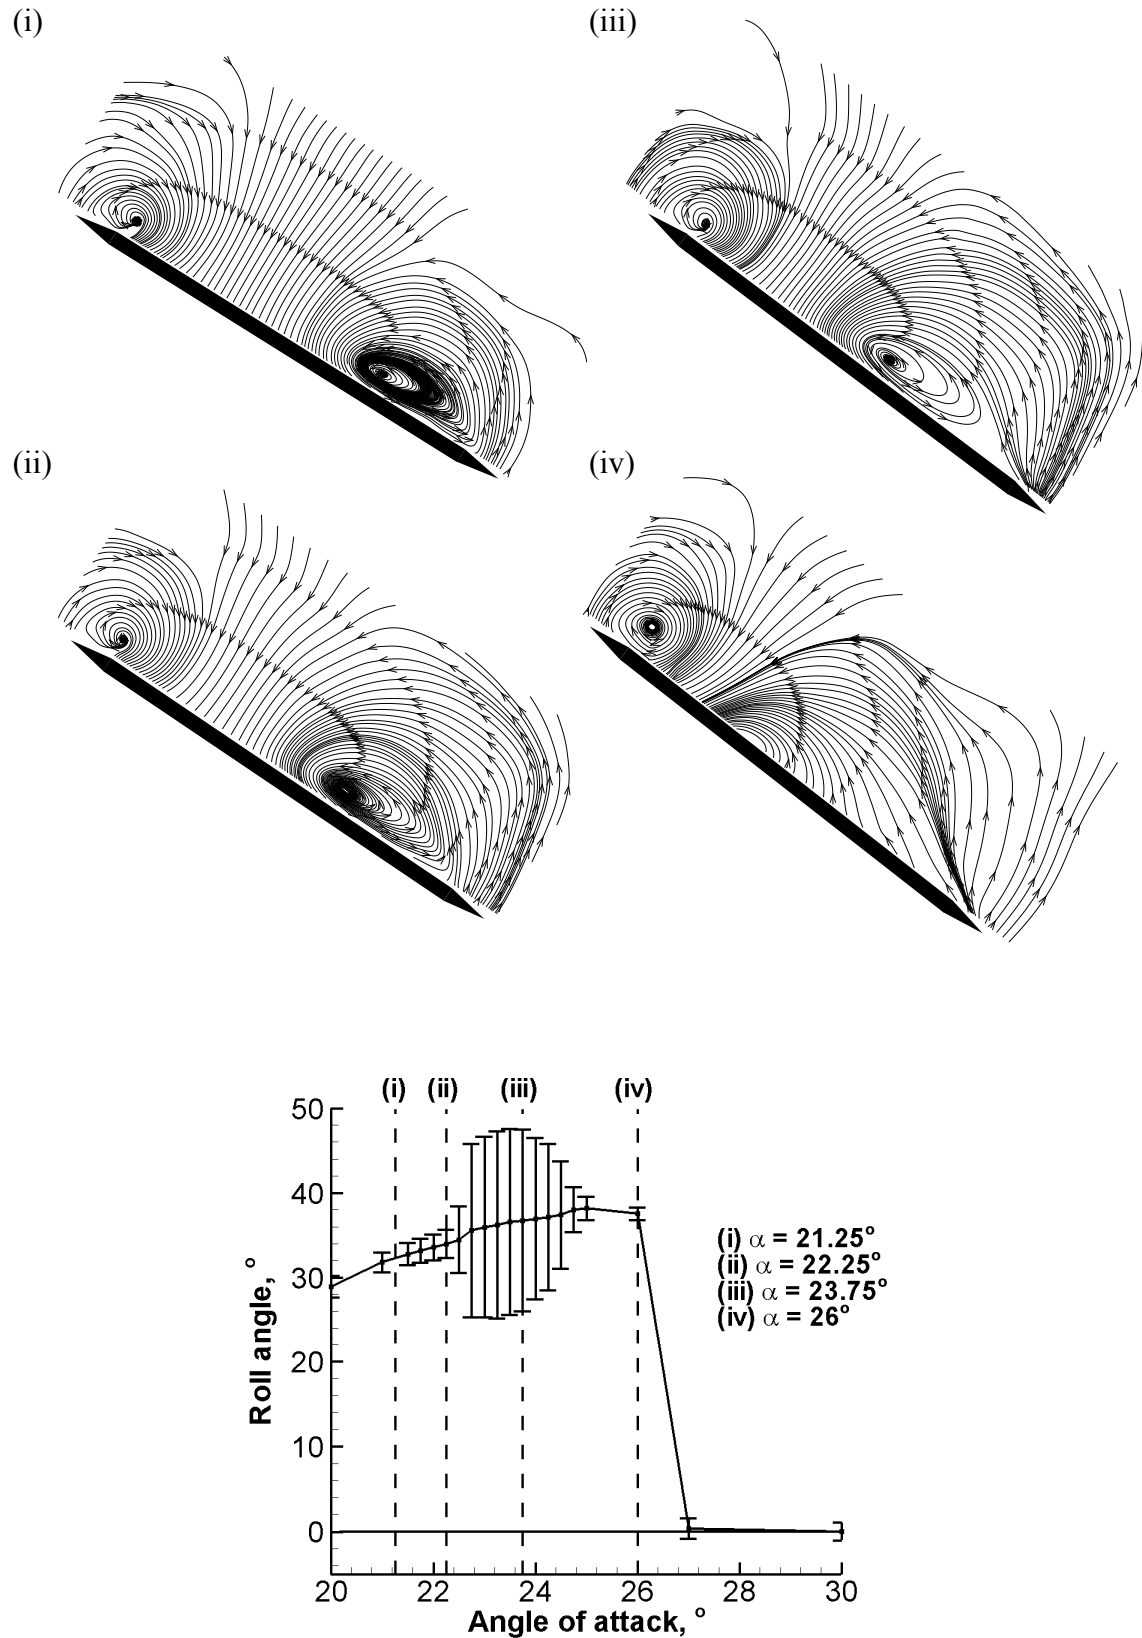 (i)
(iii)
(ii)
(iv)
(i) (ii) (iii) (iv)
50
40
30
20
10
0
Roll angle, °
(i) α = 21.25°
(ii) α = 22.25°
(iii) α = 23.75°
(iv) α = 26°
20 22 24 26 28 30
Angle of attack, °